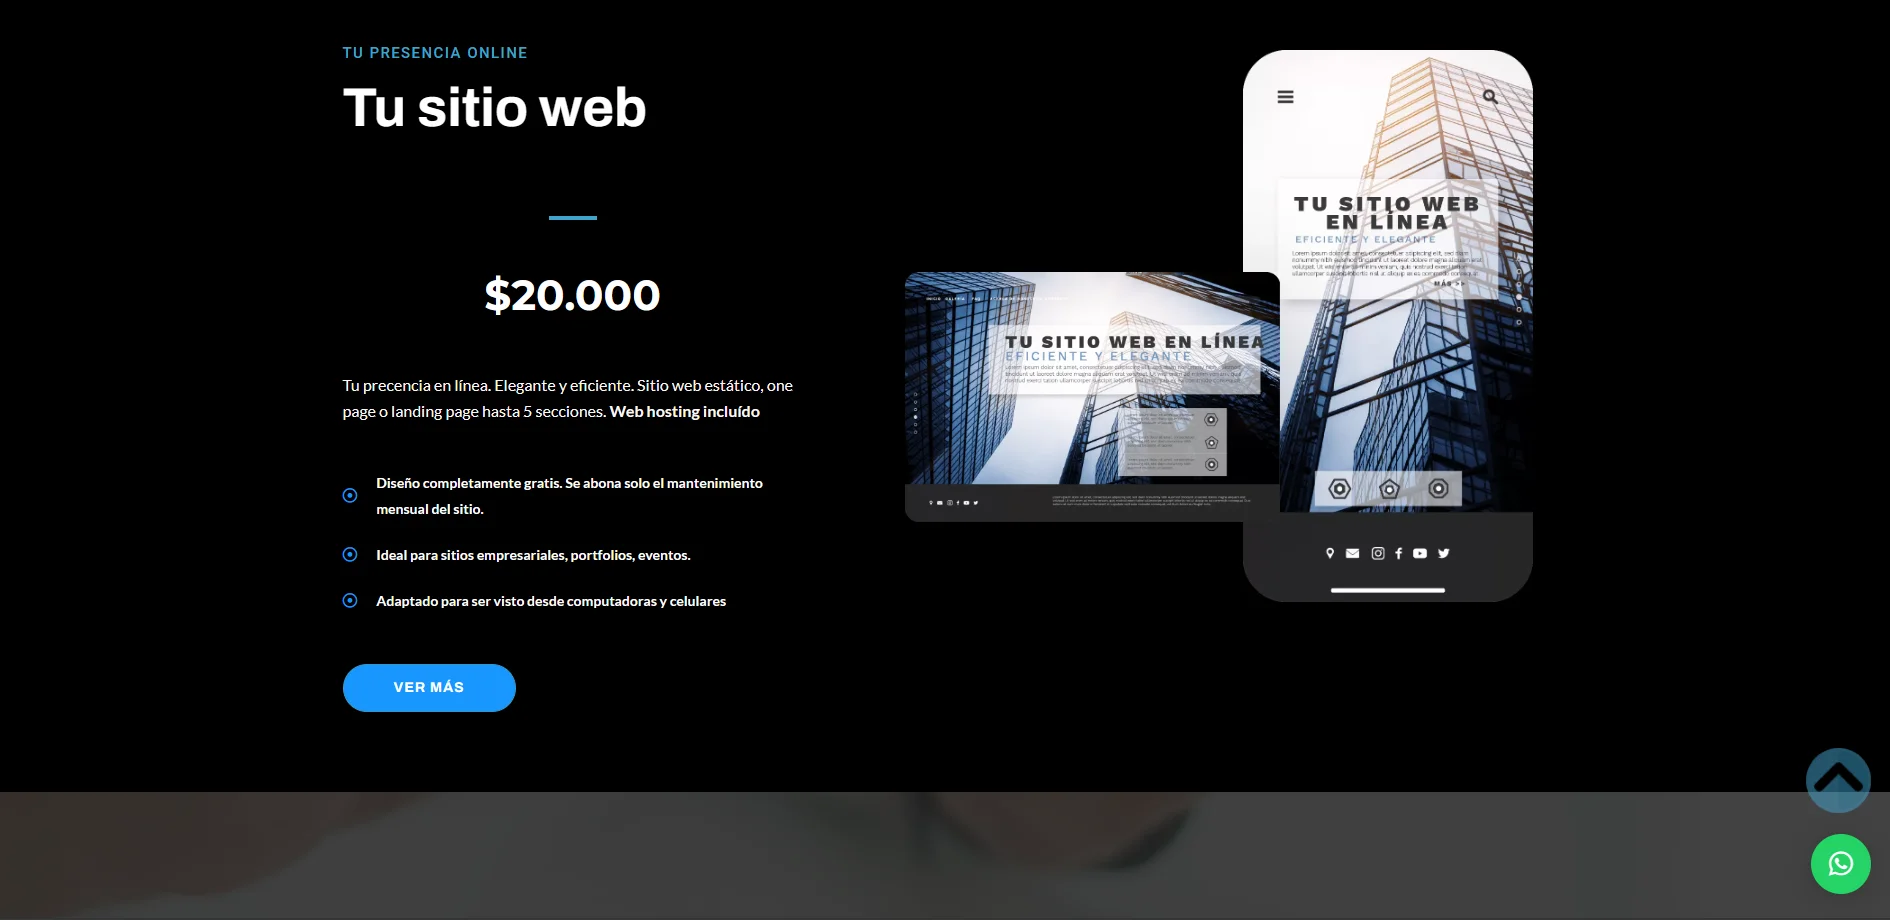 TU PRESENCIA ONLINE
Tu sitio web
$20.000
Tu precencia en línea. Elegante y eficiente. Sitio web estático, one
page o landing page hasta 5 secciones. Web hosting incluído
Diseño completamente gratis. Se abona solo el mantenimiento
mensual del sitio.
Ideal para sitios empresariales, portfolios, eventos.
Adaptado para ser visto desde computadoras y celulares
VER MÁS
TU SITIO WEB EN LÍNEA
EFICIENTE Y ELEGANTE
TU SITIO WEB
EN LÍNEA
EFICIENTE Y ELEGANTE
MÁS >>